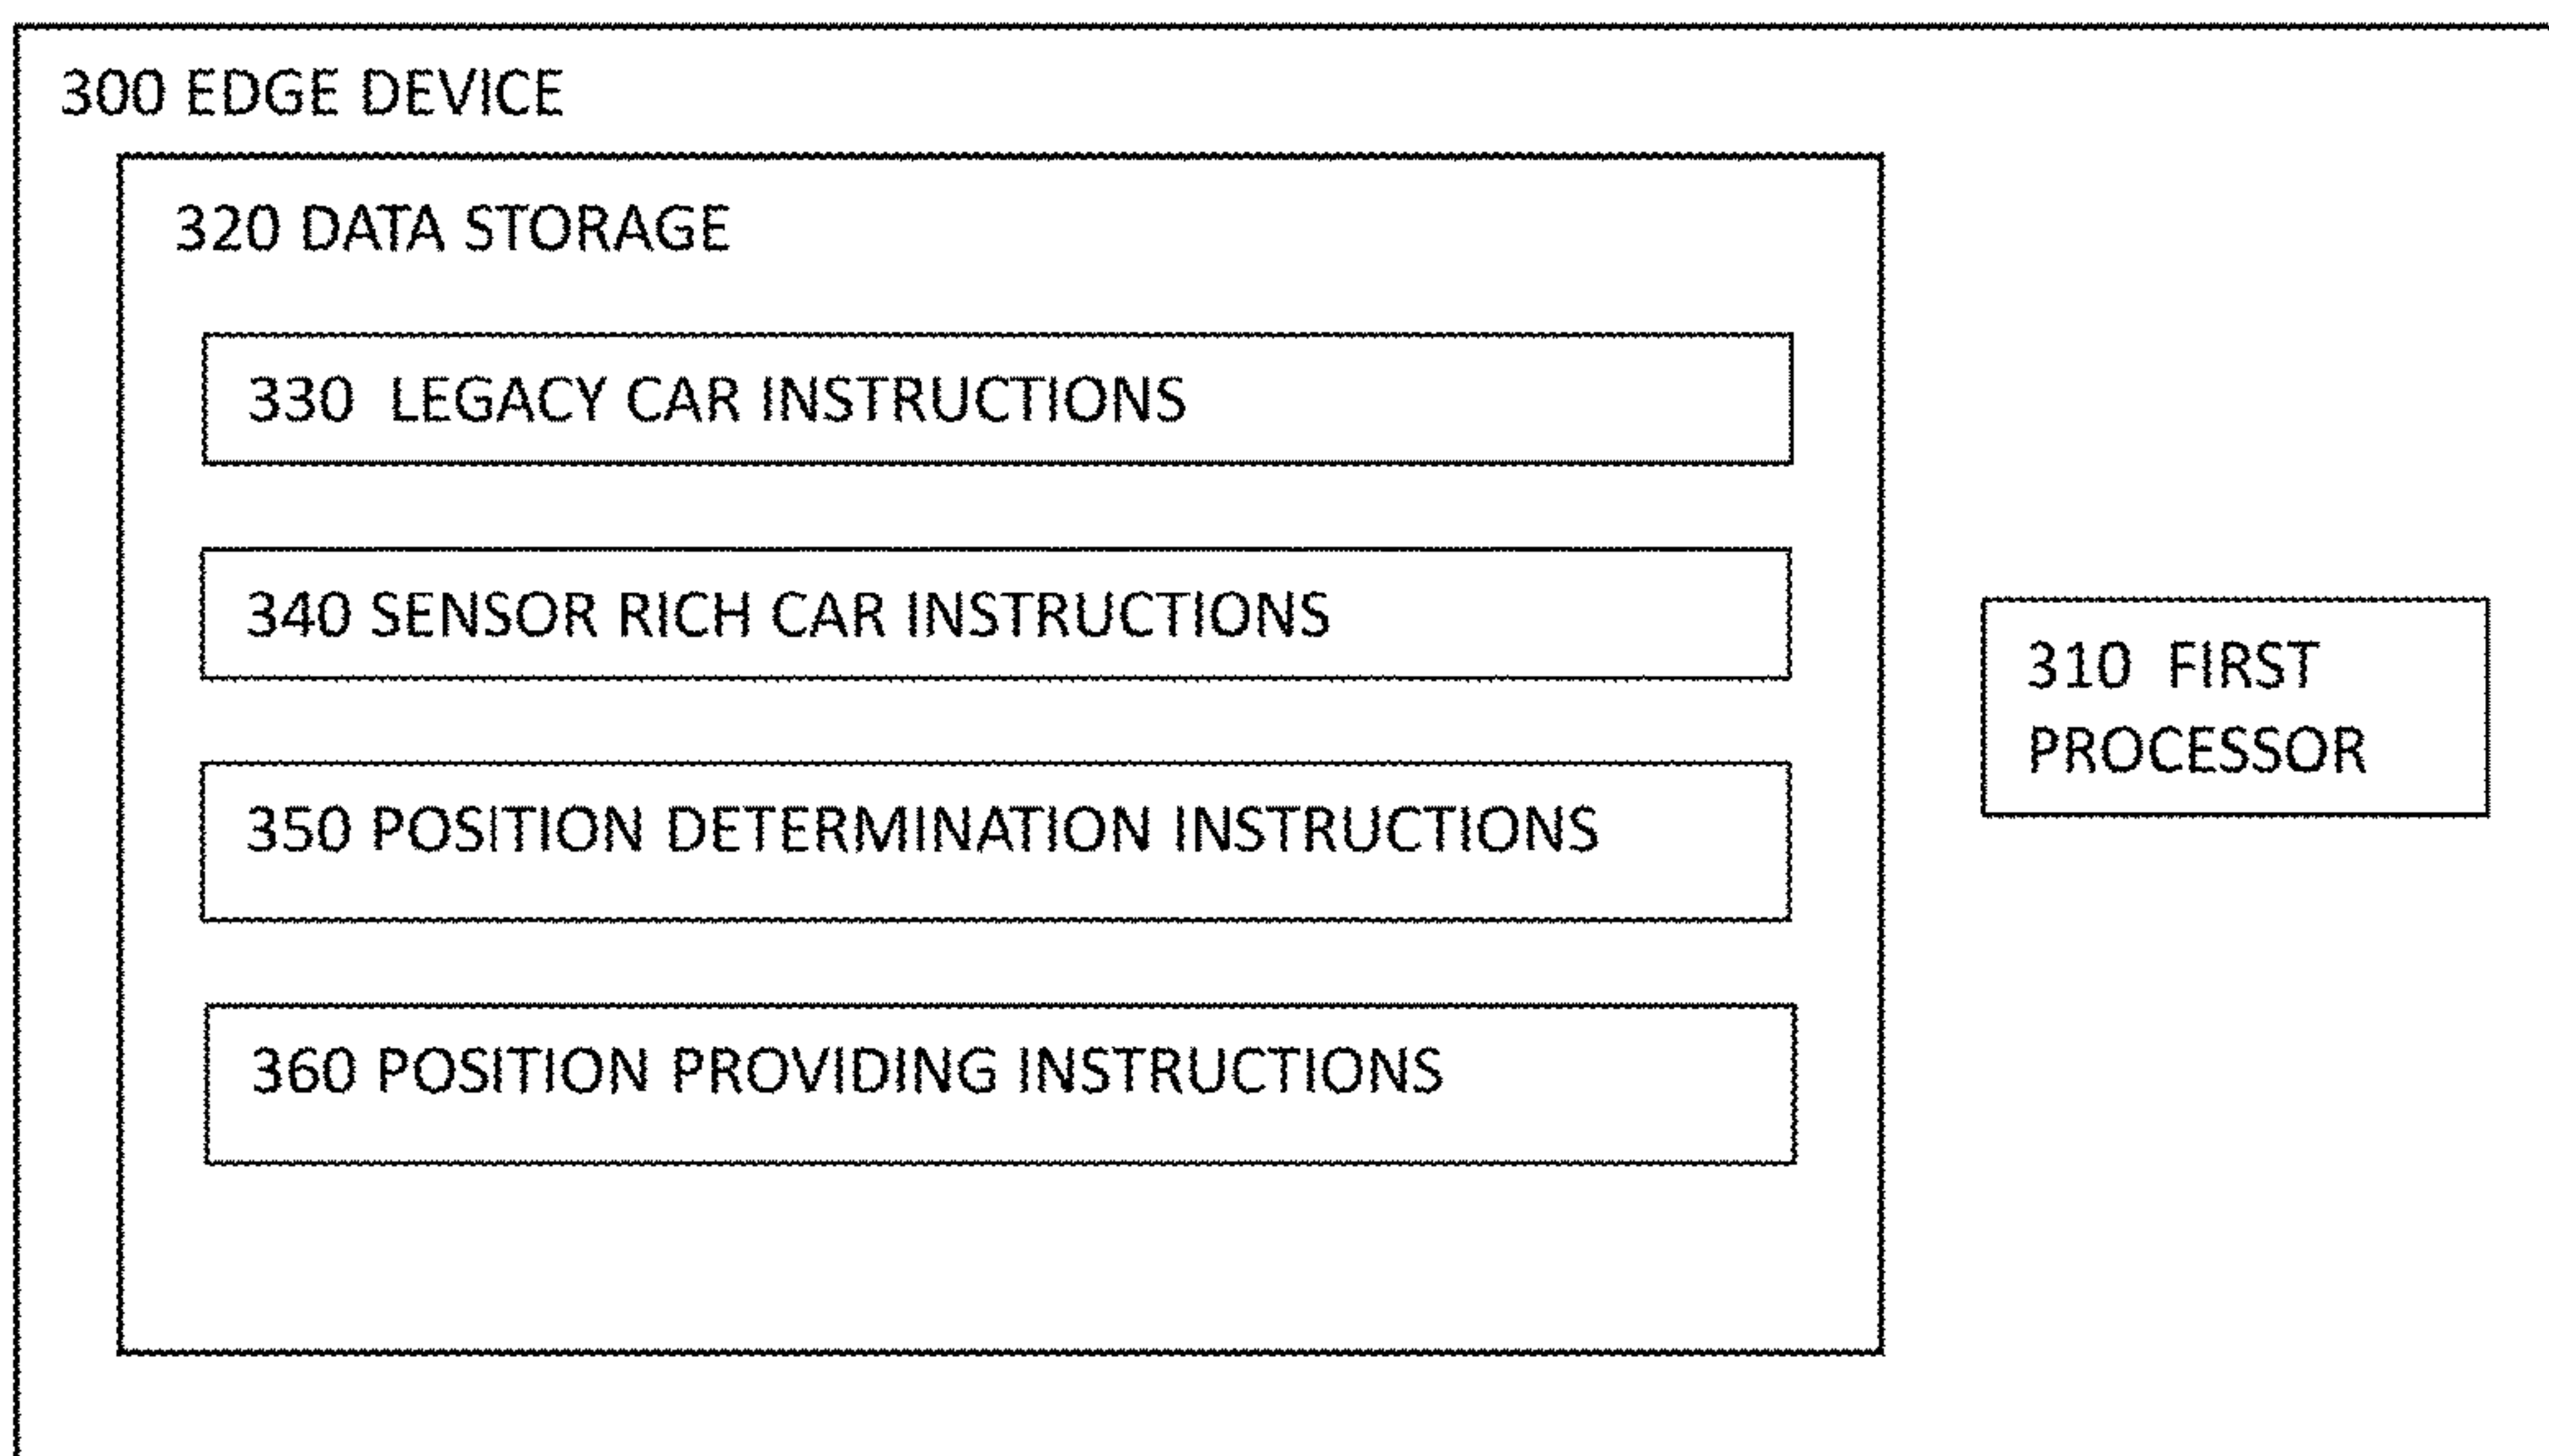 300 EDGE DEVICE
320 DATA STORAGE
330 LEGACY CAR INSTRUCTIONS
340 SENSOR RICH CAR INSTRUCTIONS
350 POSITION DETERMINATION INSTRUCTIONS
360 POSITION PROVIDING INSTRUCTIONS
310 FIRST
PROCESSOR